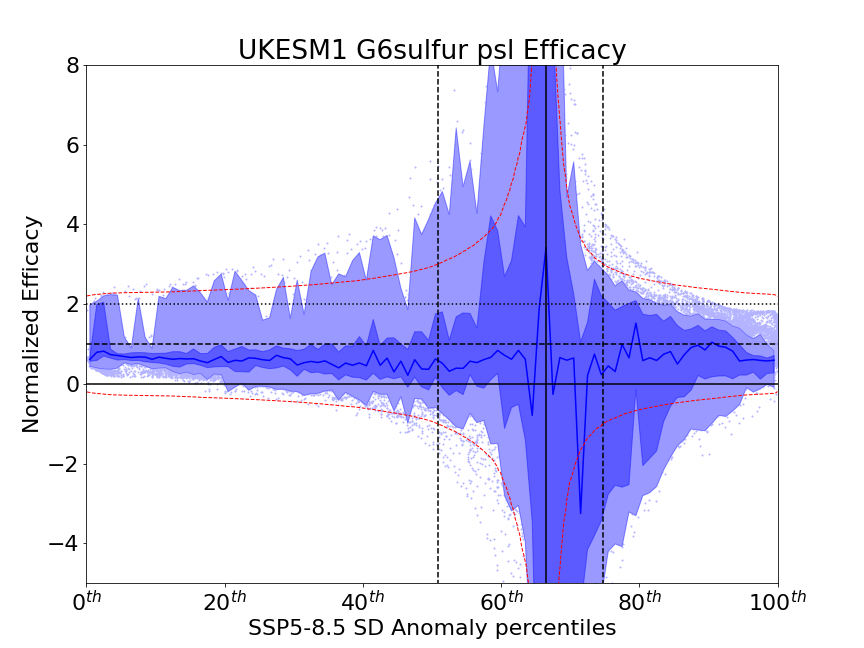 UKESM1 G6sulfur psl Efficacy
Normalized Efficacy
8
6
4
2
0
−2
−4
0th 20th 40th 60th 80th 100th
SSP5-8.5 SD Anomaly percentiles